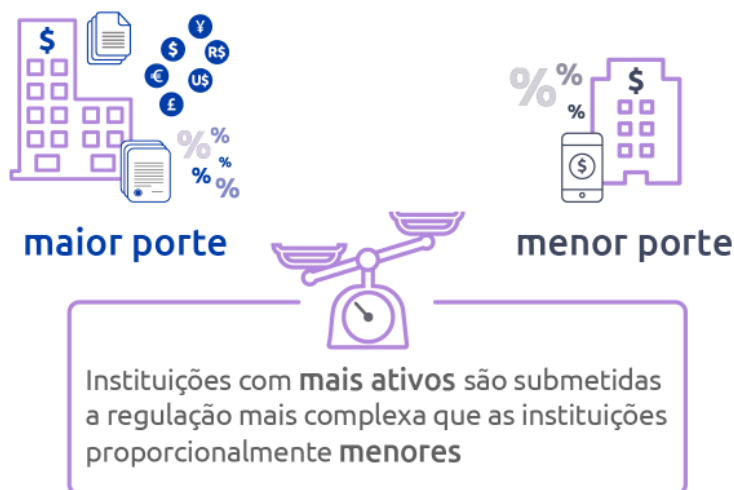 $
¥
$
R$
€
U$
£
%
%
%
%
%
maior porte
%
%
%
$
$
menor porte
Instituições com mais ativos são submetidas
a regulação mais complexa que as instituições
proporcionalmente menores